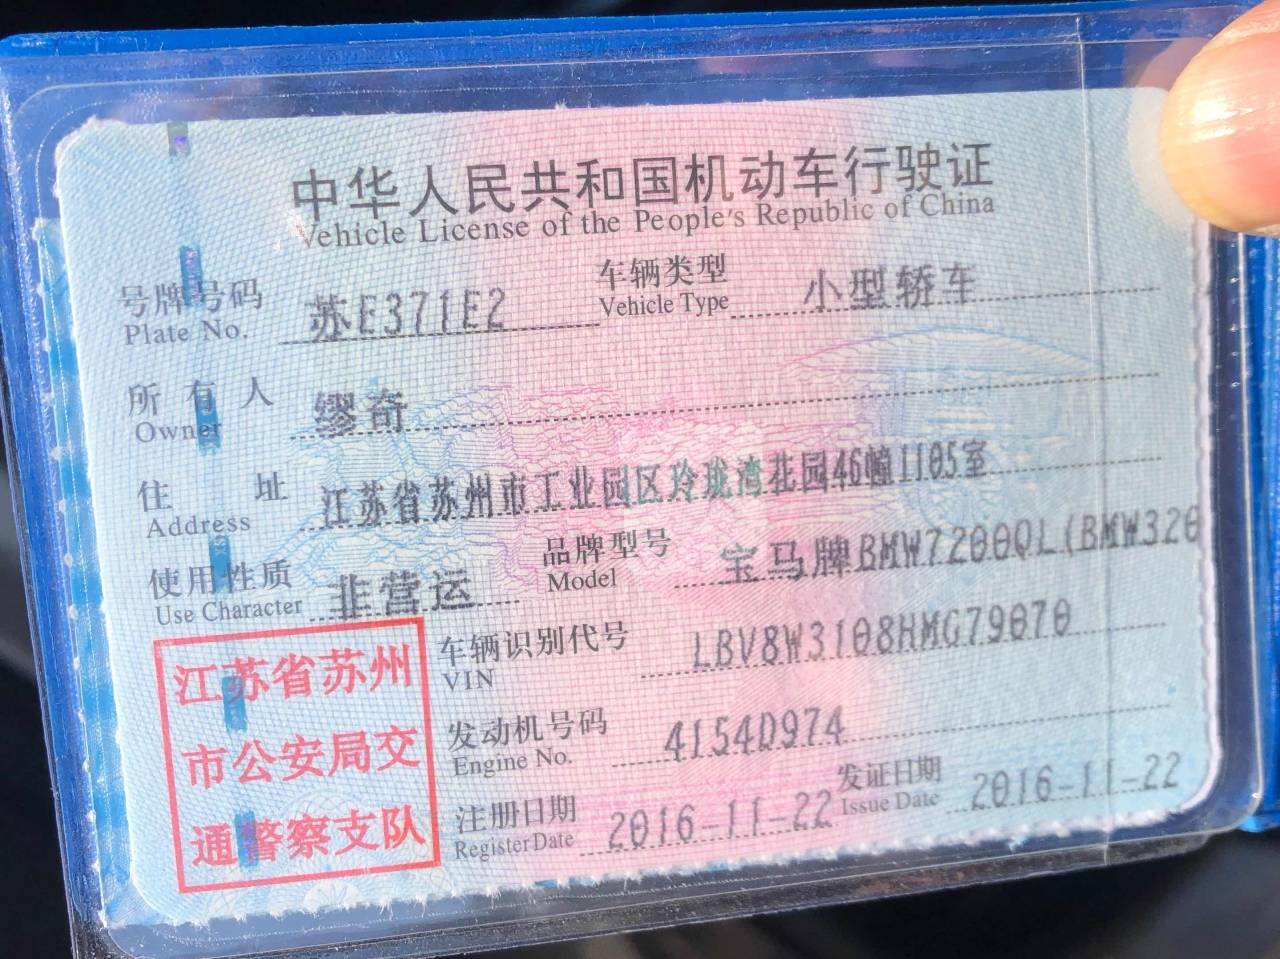 中华人民共和国机动车行驶证
Vehicle License of the People's Republic of China
号牌号码 苏E371E2 车辆类型 小型轿车
Plate No. Vehicle Type
所有人 缪奇
Owner
住址 江苏省苏州市工业园区玲珑湾花园46幢1105室
Address
使用性质 非营运 品牌型号 宝马牌BMW7200QL(BMW320
Use Character Model
江苏省苏州 车辆识别代号 LBV8W3108HMG79070
VIN
市公安局交 发动机号码 4154D974
Engine No.
通警察支队 注册日期 2016-11-22 发证日期 2016-11-22
Register Date Issue Date